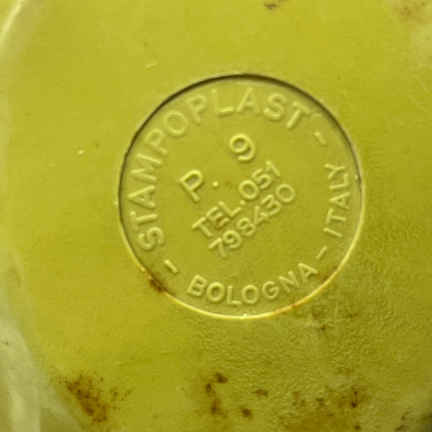 STAMPOPLAST -
P. 9
TEL. 051
798430
- BOLOGNA - ITALY